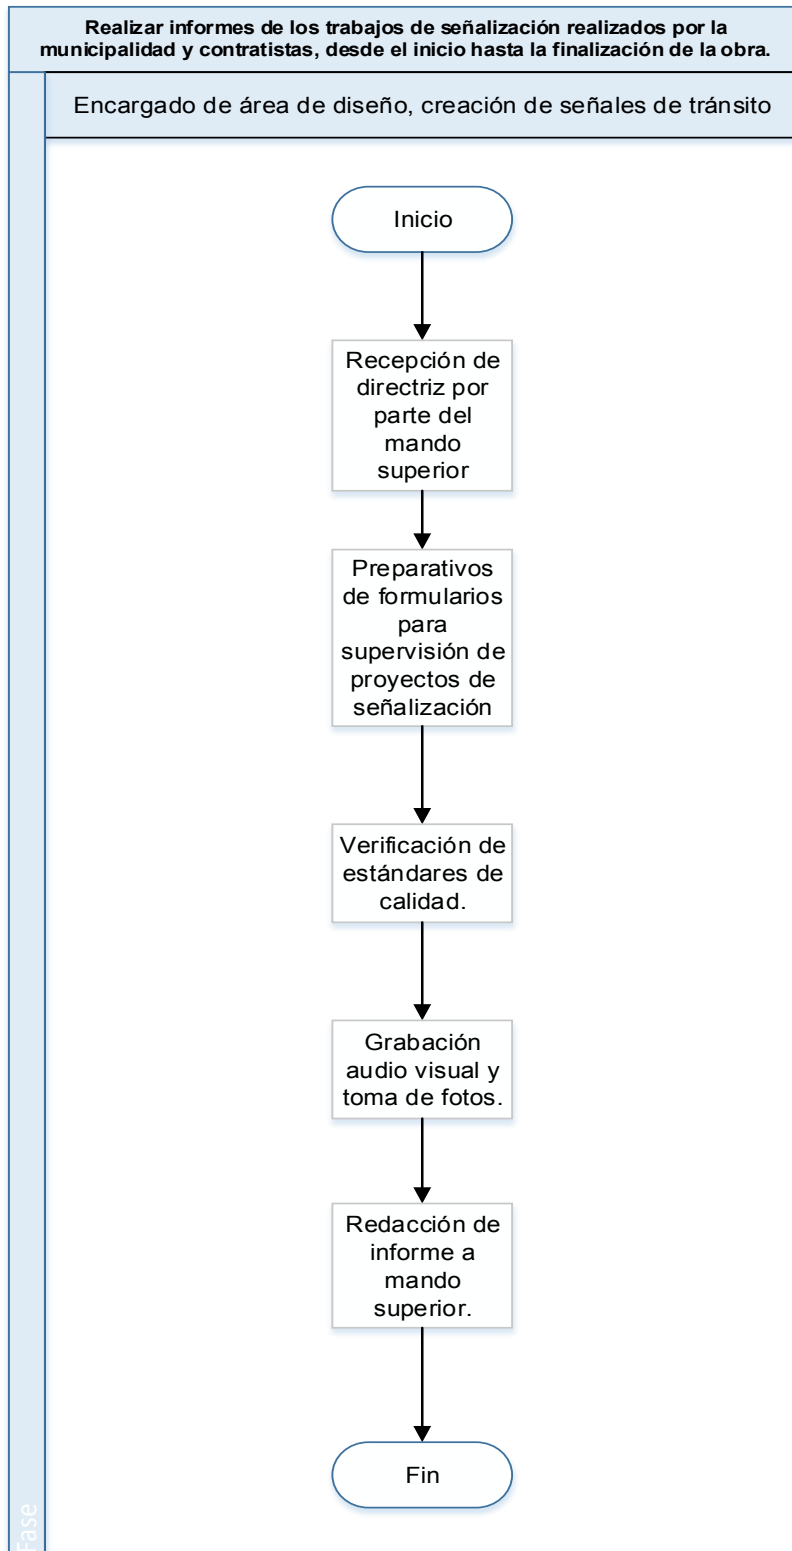 Realizar informes de los trabajos de señalización realizados por la
municipalidad y contratistas, desde el inicio hasta la finalización de la obra.
Encargado de área de diseño, creación de señales de tránsito
Inicio
Recepción de
directriz por
parte del
mando
superior
Preparativos
de formularios
para
supervisión de
proyectos de
señalización
Verificación de
estándares de
calidad.
Grabación
audio visual y
toma de fotos.
Redacción de
informe a
mando
superior.
Fin
Fase